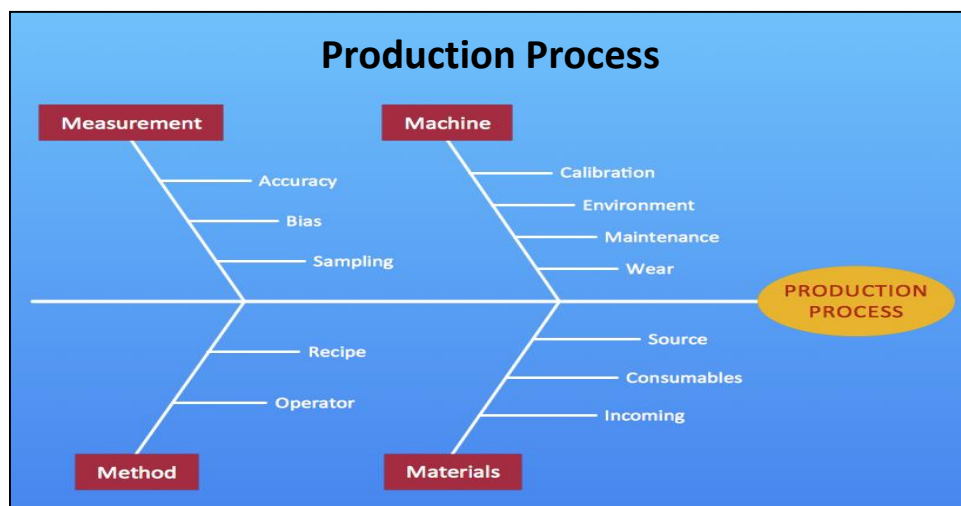 Production Process
Measurement
Machine
Accuracy
Bias
Sampling
Calibration
Environment
Maintenance
Wear
PRODUCTION
PROCESS
Recipe
Operator
Source
Consumables
Incoming
Method
Materials